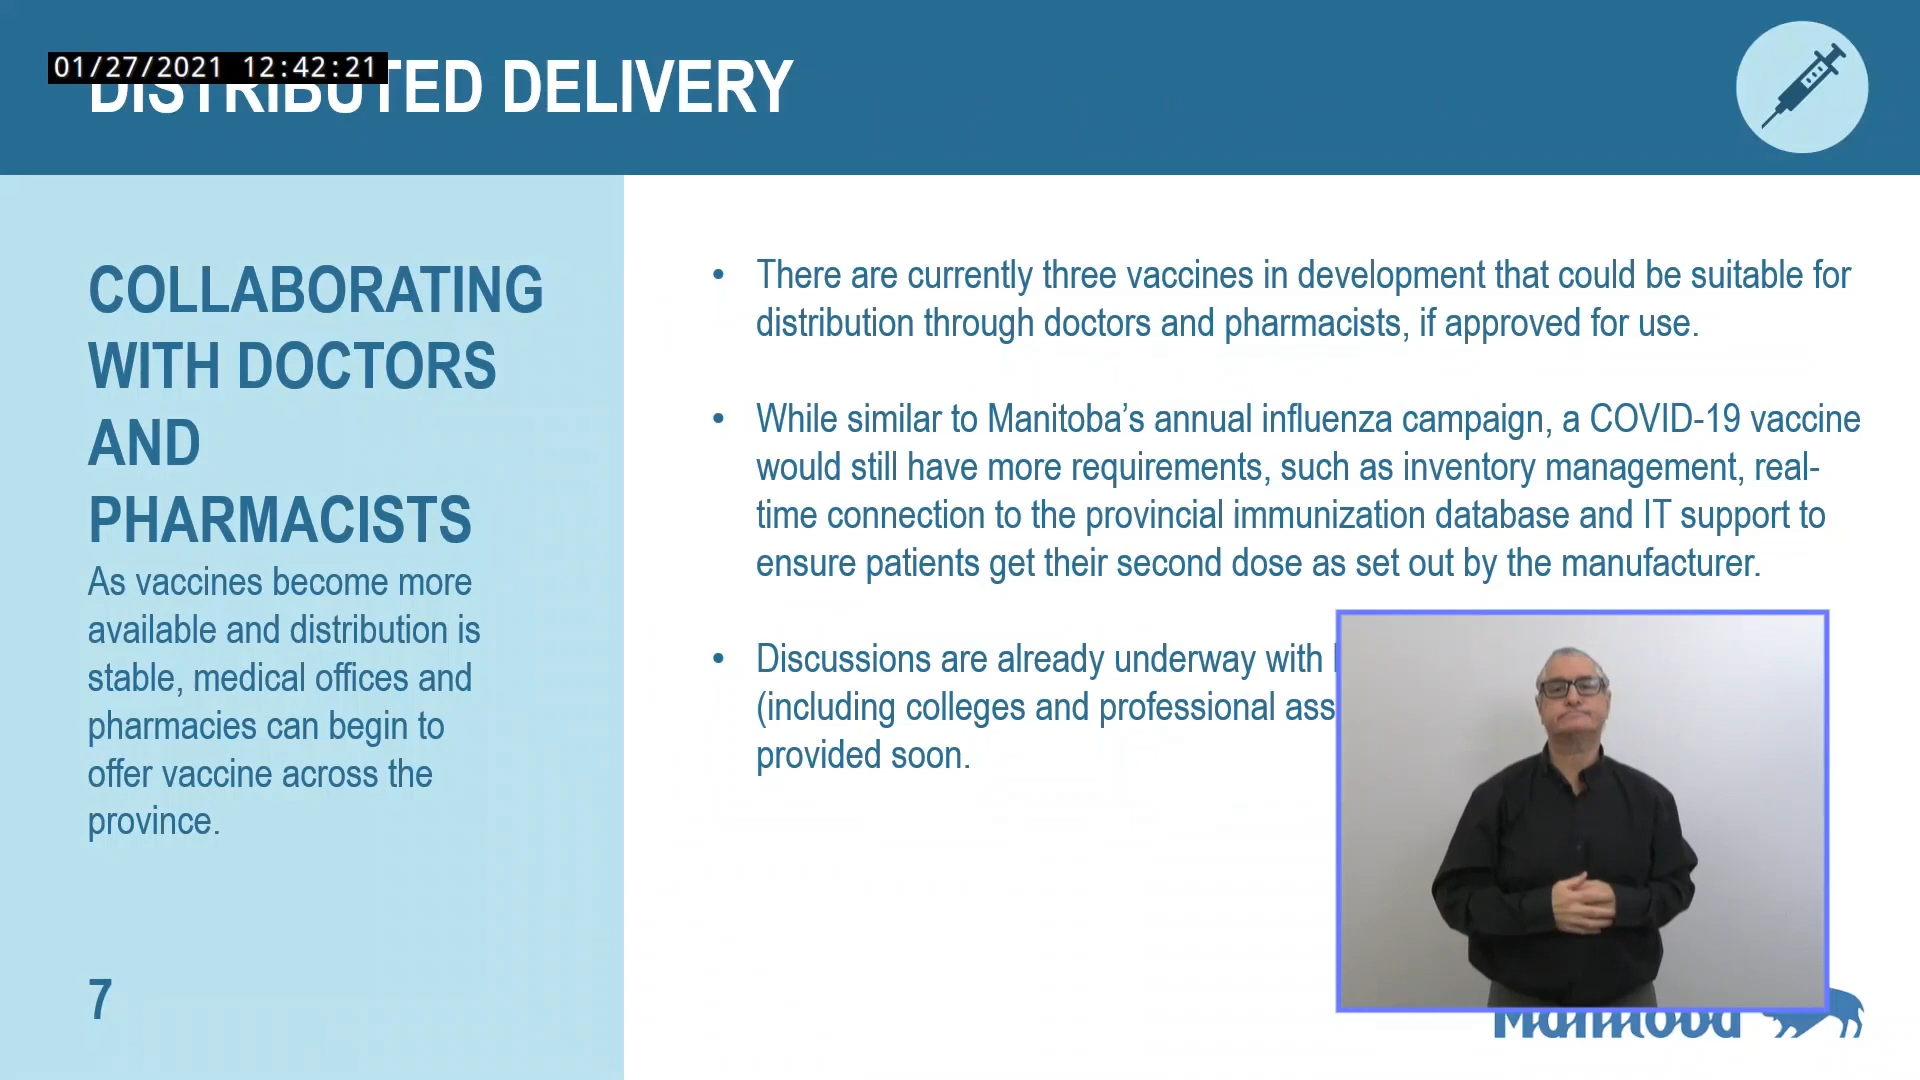 01/27/2021 12:42:21
DISTRIBUTED DELIVERY
COLLABORATING
WITH DOCTORS
AND
PHARMACISTS
As vaccines become more
available and distribution is
stable, medical offices and
pharmacies can begin to
offer vaccine across the
province.
7
• There are currently three vaccines in development that could be suitable for
distribution through doctors and pharmacists, if approved for use.
• While similar to Manitoba’s annual influenza campaign, a COVID-19 vaccine
would still have more requirements, such as inventory management, real-
time connection to the provincial immunization database and IT support to
ensure patients get their second dose as set out by the manufacturer.
• Discussions are already underway with
(including colleges and professional ass
provided soon.
Manitoba